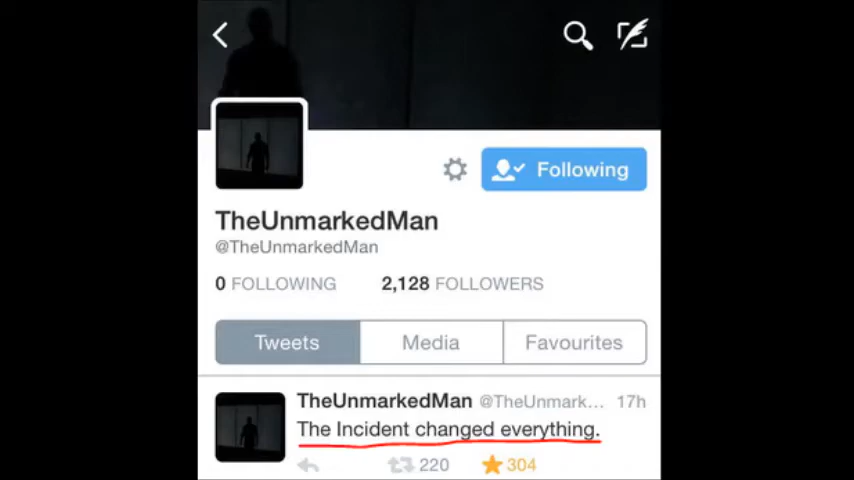 Following
TheUnmarkedMan
@TheUnmarkedMan
0 FOLLOWING 2,128 FOLLOWERS
Tweets Media Favourites
TheUnmarkedMan @TheUnmark... 17h
The Incident changed everything.
220 304